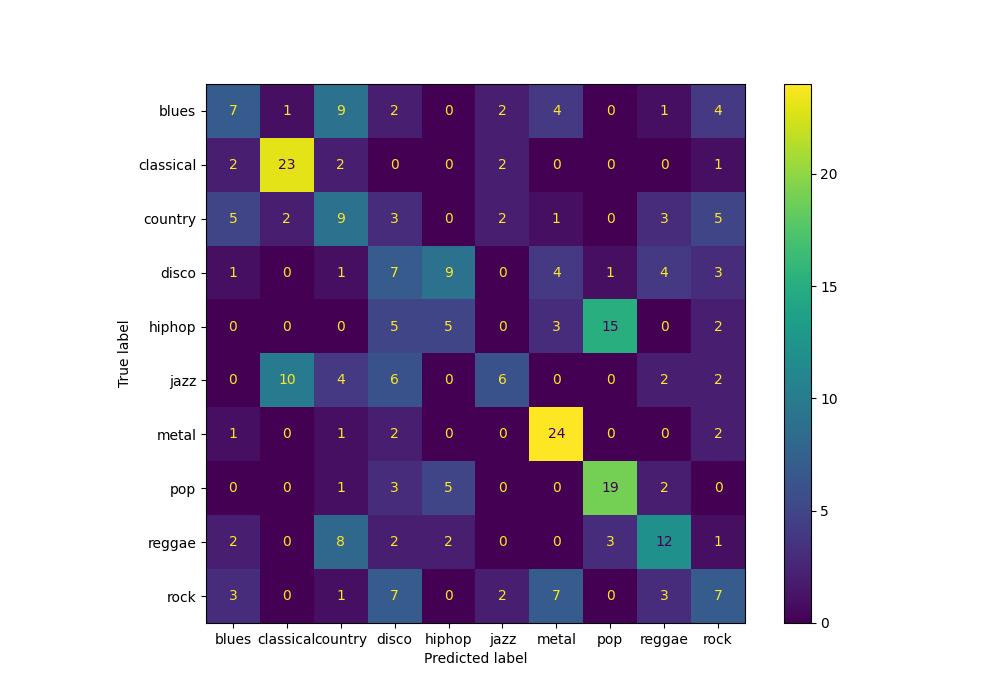 blues 7 1 9 2 0 2 4 0 1 4
classical 2 23 2 0 0 2 0 0 0 1
country 5 2 9 3 0 2 1 0 3 5
disco 1 0 1 7 9 0 4 1 4 3
hiphop 0 0 0 5 5 0 3 15 0 2
jazz 0 10 4 6 0 6 0 0 2 2
metal 1 0 1 2 0 0 24 0 0 2
pop 0 0 1 3 5 0 0 19 2 0
reggae 2 0 8 2 2 0 0 3 12 1
rock 3 0 1 7 0 2 7 0 3 7
blues classical country disco hiphop jazz metal pop reggae rock
Predicted label
True label
20
15
10
5
0